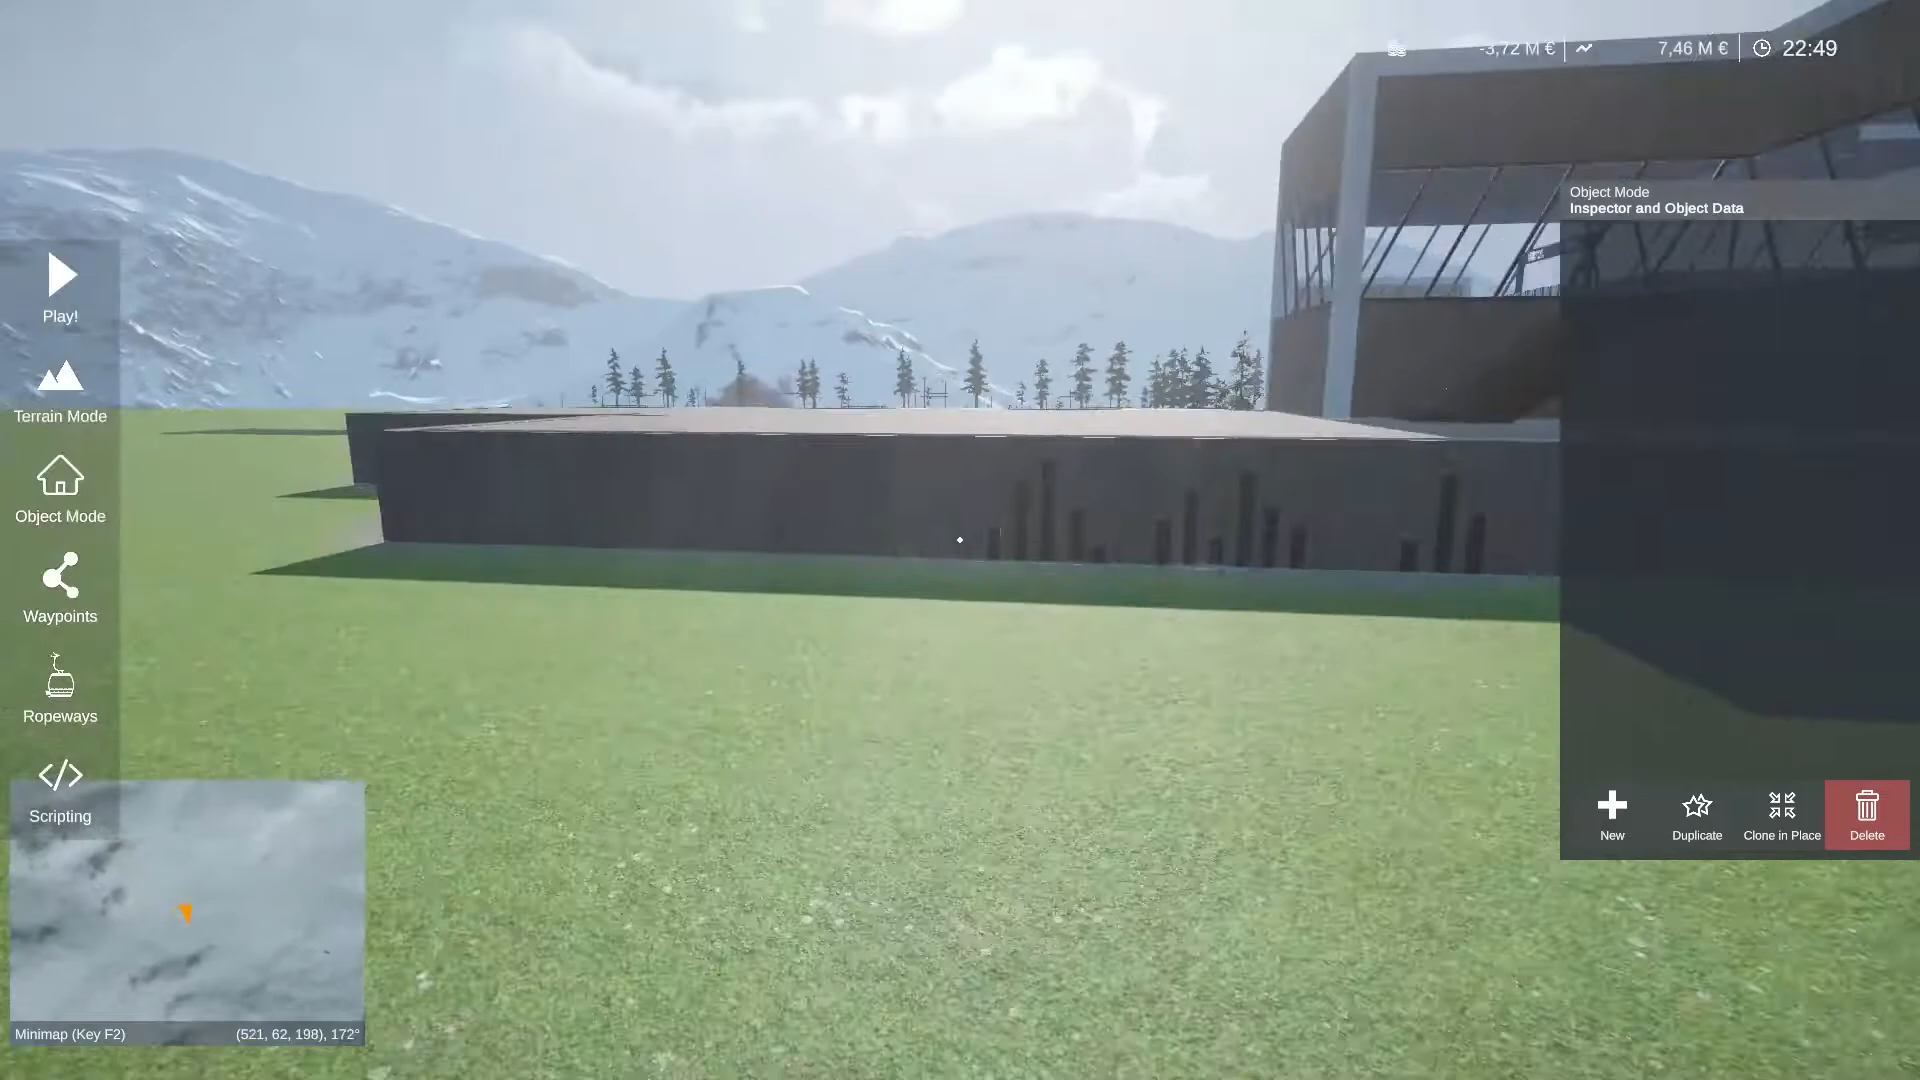 -3,72 M €
7,46 M €
22:49
Object Mode
Inspector and Object Data
Play!
Terrain Mode
Object Mode
Waypoints
Ropeways
Scripting
New
Duplicate
Clone in Place
Delete
Minimap (Key F2)
(521, 62, 198), 172°